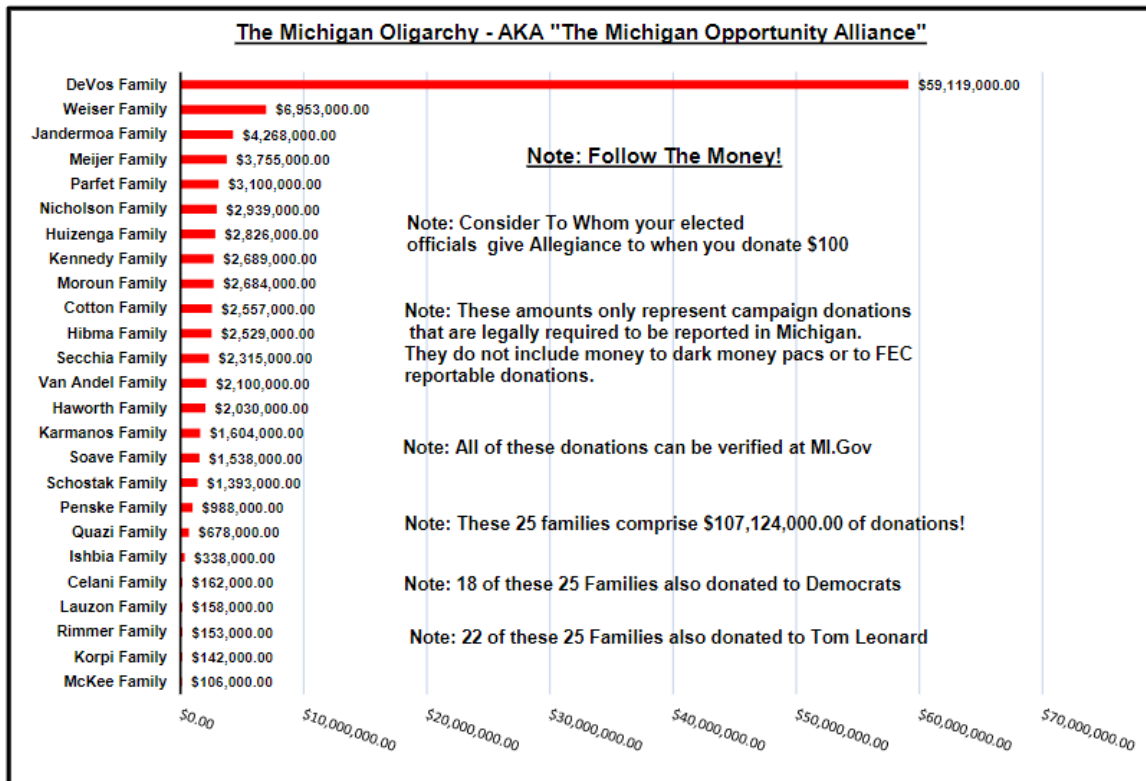 The Michigan Oligarchy - AKA "The Michigan Opportunity Alliance"
DeVos Family $59,119,000.00
Weiser Family $6,953,000.00
Jandermoa Family $4,268,000.00
Meijer Family $3,755,000.00
Parfet Family $3,100,000.00
Nicholson Family $2,939,000.00
Huizenga Family $2,826,000.00
Kennedy Family $2,689,000.00
Moroun Family $2,684,000.00
Cotton Family $2,557,000.00
Hibma Family $2,529,000.00
Secchia Family $2,315,000.00
Van Andel Family $2,100,000.00
Haworth Family $2,030,000.00
Karmanos Family $1,604,000.00
Soave Family $1,538,000.00
Schostak Family $1,393,000.00
Penske Family $988,000.00
Quazi Family $678,000.00
Ishbia Family $338,000.00
Celani Family $162,000.00
Lauzon Family $158,000.00
Rimmer Family $153,000.00
Korpi Family $142,000.00
McKee Family $106,000.00
Note: Follow The Money!
Note: Consider To Whom your elected
officials give Allegiance to when you donate $100
Note: These amounts only represent campaign donations
that are legally required to be reported in Michigan.
They do not include money to dark money pacs or to FEC
reportable donations.
Note: All of these donations can be verified at MI.Gov
Note: These 25 families comprise $107,124,000.00 of donations!
Note: 18 of these 25 Families also donated to Democrats
Note: 22 of these 25 Families also donated to Tom Leonard
$0.00 $10,000,000.00 $20,000,000.00 $30,000,000.00 $40,000,000.00 $50,000,000.00 $60,000,000.00 $70,000,000.00